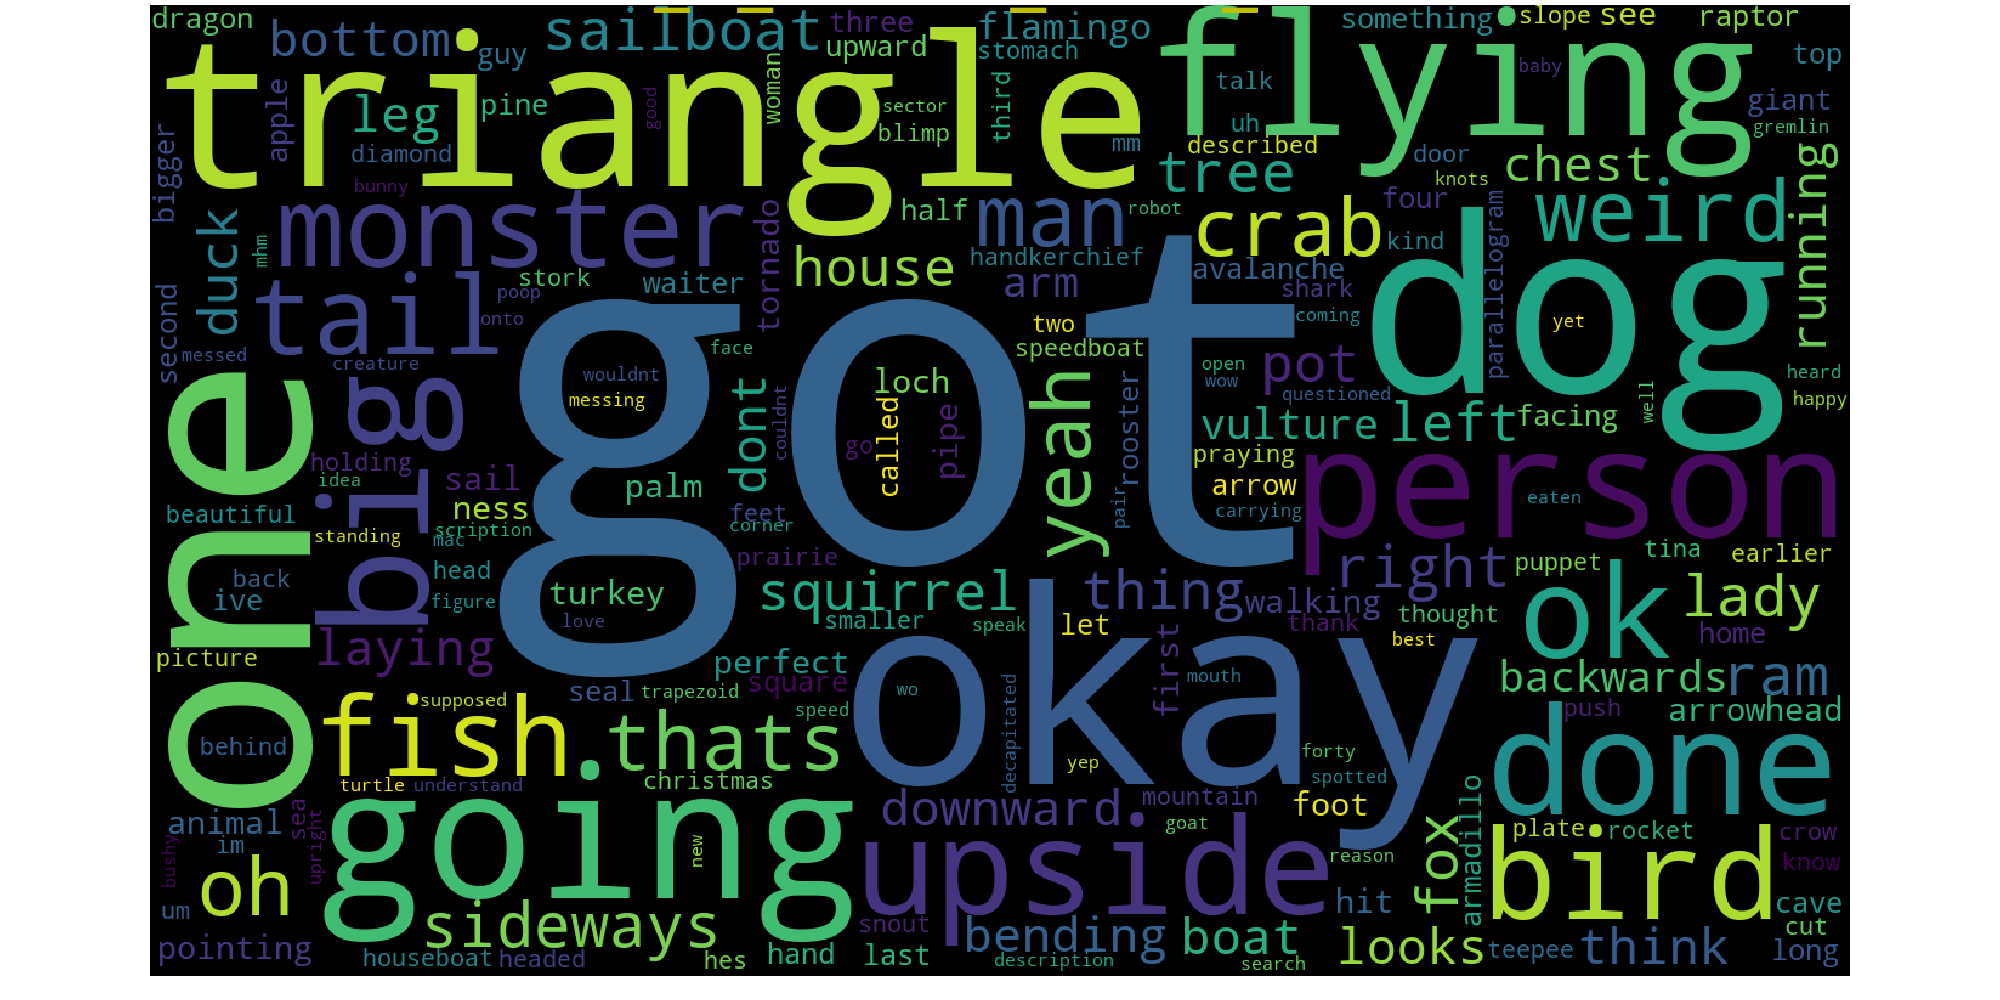 dragon
bottom
guy
sailboat
three
upward
flamingo
stomach
something
slope
see
raptor
top
triangle
flying
apple
leg
pine
diamond
bunny
good
woman
sector
blimp
third
talk
uh
mm
described
baby
giant
gremlin
door
knots
chest
tree
bigger
monster
half
man
robot
crab
four
kind
parallelogram
weird
running
duck
mhm
tail
stork
poop
onto
waiter
tornado
house
handkerchief
arm
avalanche
shark
coming
dog
yet
second
messed
creature
big
got
face
wouldnt
messing
two
speedboat
pot
open
wow
questioned
heard
happy
one
dont
couldnt
loch
called
go
pipe
yeah
rooster
pair
vulture
left
facing
well
holding
idea
sail
ness
palm
feet
corner
praying
arrow
carrying
person
eaten
beautiful
standing
scription
mac
prairie
back
ive
head
figure
turkey
love
squirrel
smaller
speak
thing
walking
right
thank
thought
puppet
tina
earlier
ok
lady
home
best
let
first
picture
laying
perfect
seal
trapezoid
square
speed
wo
okay
mouth
decapitated
yep
backwards
ram
push
arrowhead
supposed
fish
thats
behind
turtle
understand
christmas
forty
spotted
done
going
downward
mountain
goat
foot
reason
armadillo
fox
plate
rocket
crow
know
animal
sea
im
upright
bushy
new
upside
bird
oh
um
sideways
snout
hit
cave
cut
pointing
houseboat
headed
hes
hand
last
bending
description
boat
search
looks
teepee
think
long